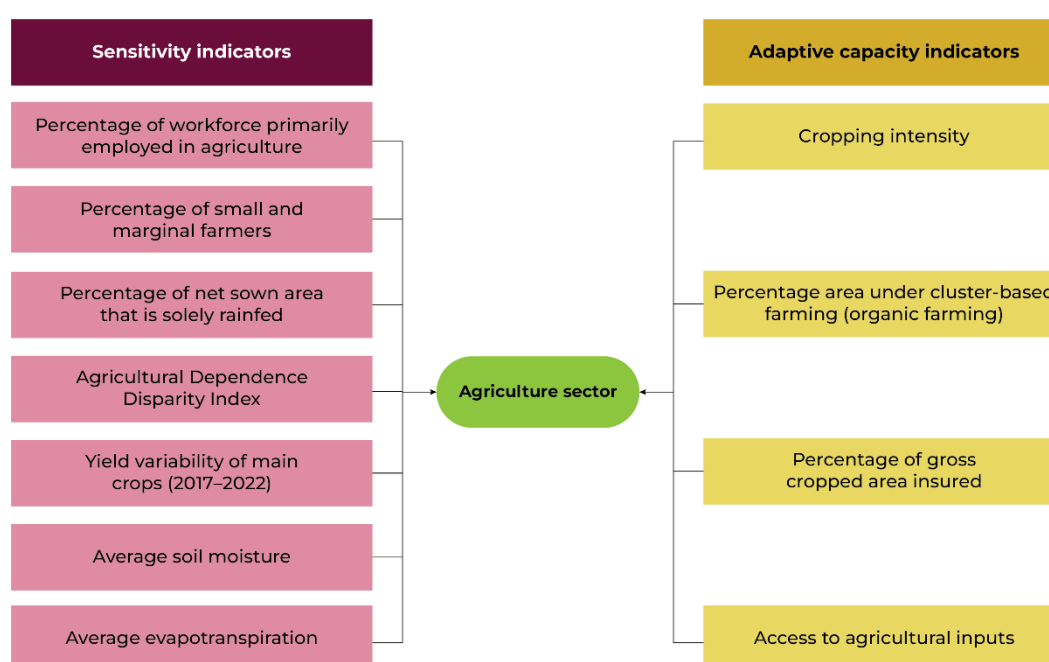 Sensitivity indicators
Percentage of workforce primarily
employed in agriculture
Percentage of small and
marginal farmers
Percentage of net sown area
that is solely rainfed
Agricultural Dependence
Disparity Index
Yield variability of main
crops (2017–2022)
Average soil moisture
Average evapotranspiration
Agriculture sector
Adaptive capacity indicators
Cropping intensity
Percentage area under cluster-based
farming (organic farming)
Percentage of gross
cropped area insured
Access to agricultural inputs